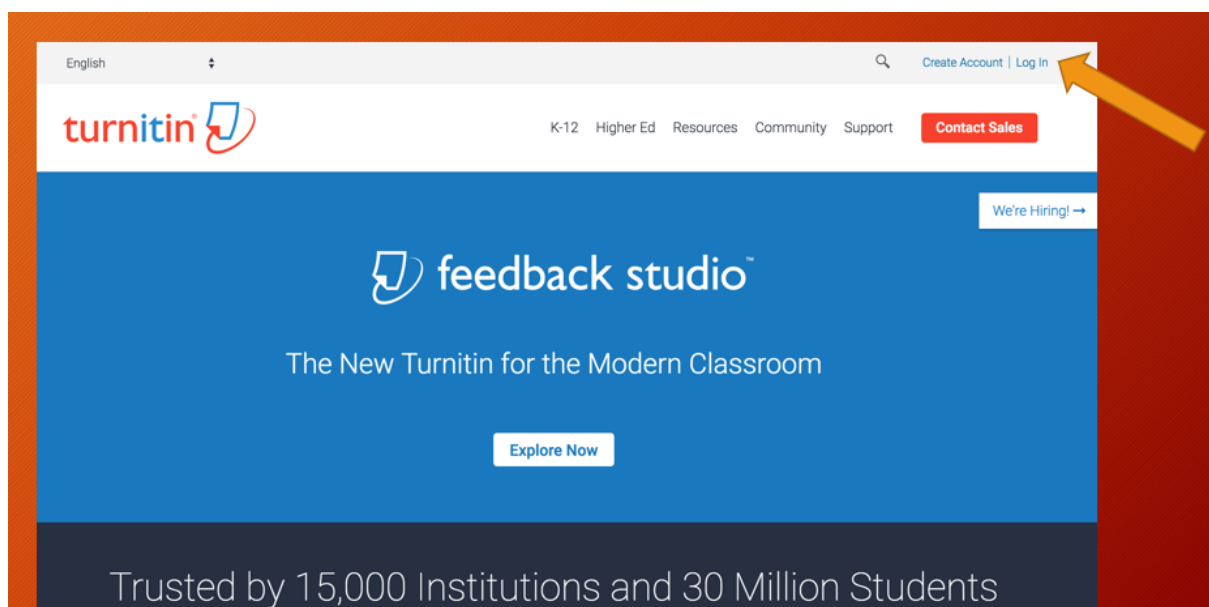 English
Create Account | Log In
turnitin
K-12 Higher Ed Resources Community Support Contact Sales
We're Hiring! →
feedback studio™
The New Turnitin for the Modern Classroom
Explore Now
Trusted by 15,000 Institutions and 30 Million Students